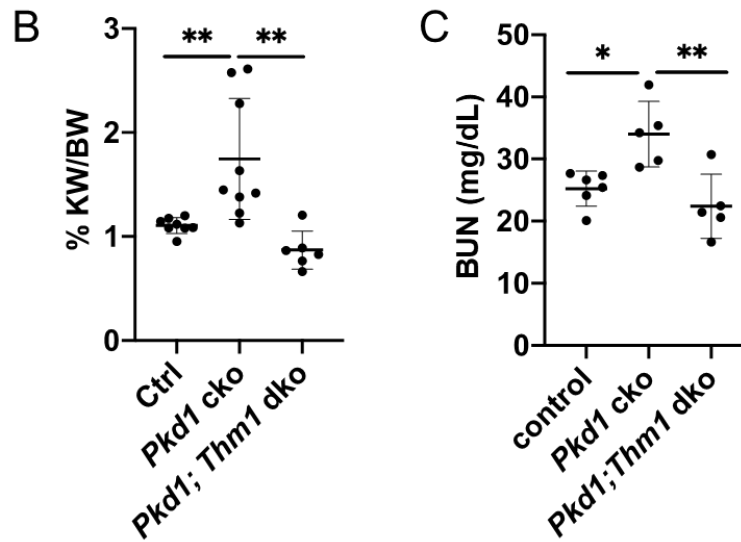 B
** **
3
2
1
0
% KW/BW
Ctrl
Pkd1 cko
Pkd1; Thm1 dko
C
* **
50
40
30
20
10
0
BUN (mg/dL)
control
Pkd1 cko
Pkd1;Thm1 dko